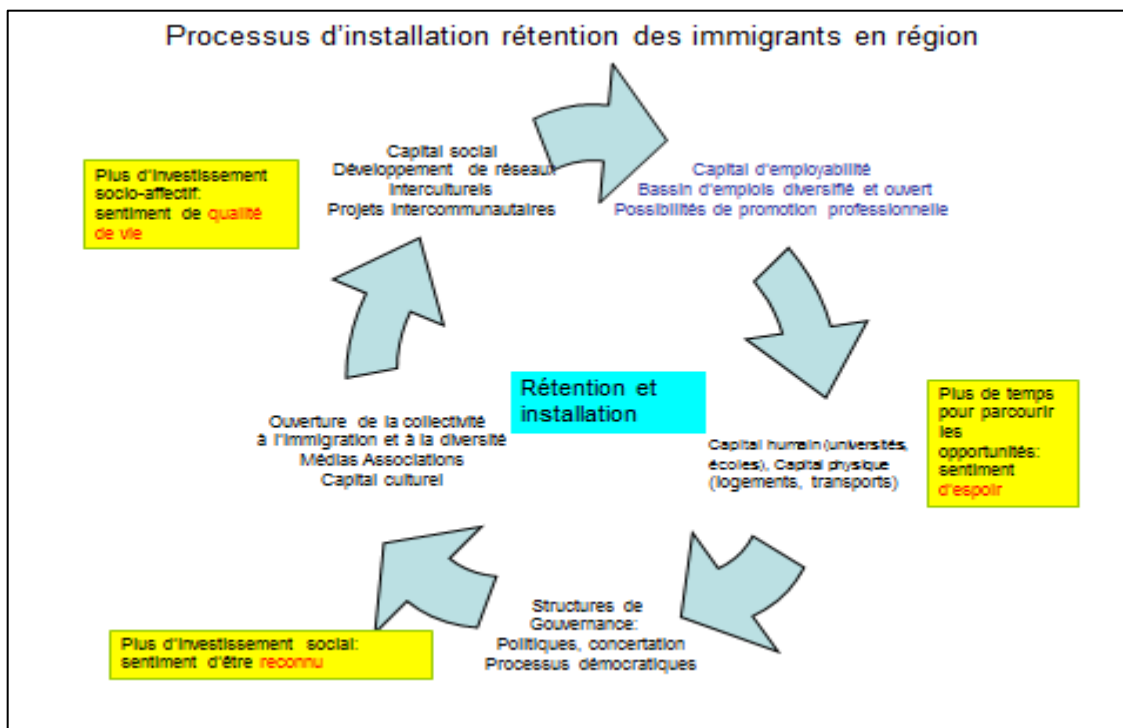 Processus d'installation rétention des immigrants en région
Capital social
Développement de réseaux
Interculturels
Projets Intercommunautaires
Capital d'employabilité
Bassin d'emplois diversifié et ouvert
Possibilités de promotion professionnelle
Plus d'Investissement
socio-affectif:
sentiment de qualité
de vie
Rétention et
installation
Plus de temps
pour parcourir
les
opportunités:
sentiment
d'espoir
Ouverture de la collectivité
à l'Immigration et à la diversité
Médias Associations
Capital culturel
Capital humain (universités,
écoles), Capital physique
(logements, transports)
Structures de
Gouvernance:
Politiques, concertation
Processus démocratiques
Plus d'Investissement social:
sentiment d'être reconnu